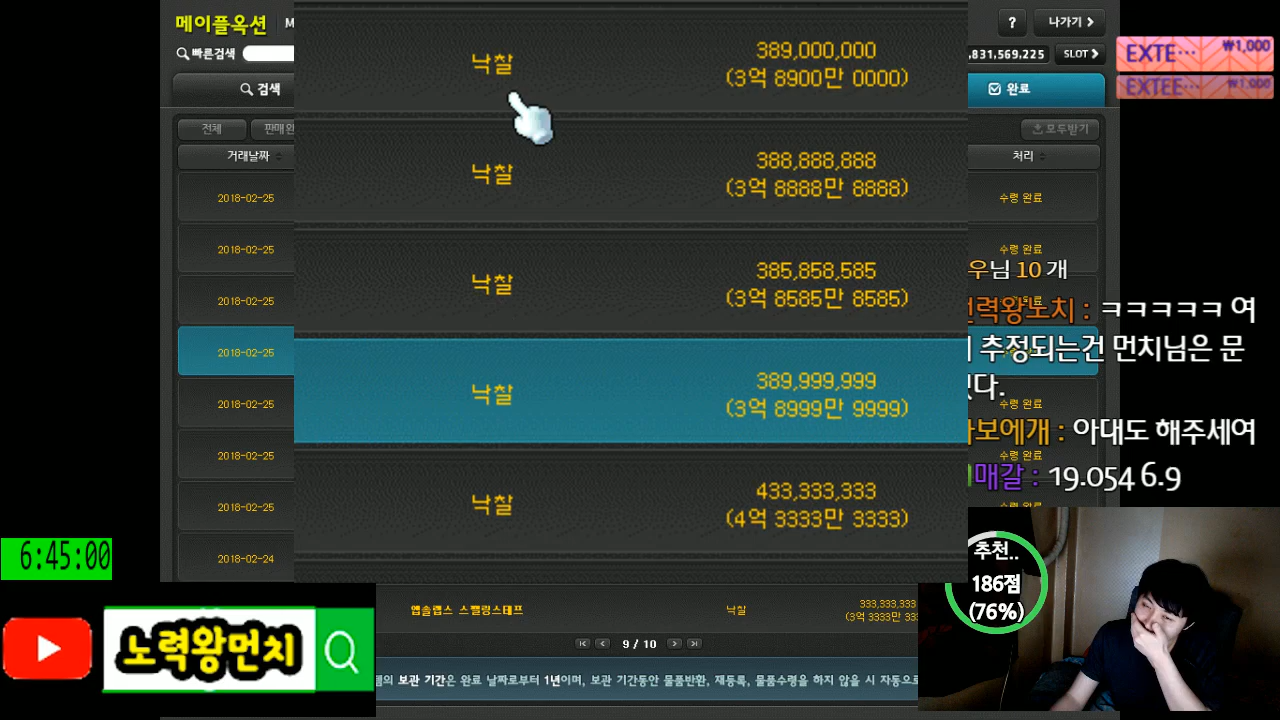 메이플옥션 M
빠른검색
검색
전체 판매완
거래날짜
2018-02-25
2018-02-25
2018-02-25
2018-02-25
2018-02-25
2018-02-25
2018-02-25
2018-02-24
낙찰 389,000,000
(3억 8900만 0000)
낙찰 388,888,888
(3억 8888만 8888)
낙찰 385,858,585
(3억 8585만 8585)
낙찰 389,999,999
(3억 8999만 9999)
낙찰 433,333,333
(4억 3333만 3333)
? 나가기
,831,569,225 SLOT
완료
모두받기
처리
수령 완료
수령 완료
EXTE… ₩1,000
EXTEE… ₩1,000
우님 10 개
력왕노치 : ㅋㅋㅋㅋㅋ 여
추정되는건 먼치님은 문
다.
수령 완료
보에개 : 아대도 해주세여
수령 완료
매갈 : 19.054 6.9
6:45:00
노력왕먼치
앱솔랩스 스펠링스태프 낙찰 333,333,333
(3억 3333만 33
9 / 10
의 보관 기간은 완료 날짜로부터 1년이며, 보관 기간동안 물품반환, 재등록, 물품수령을 하지 않을 시 자동으로
추천..
186점
(76%)